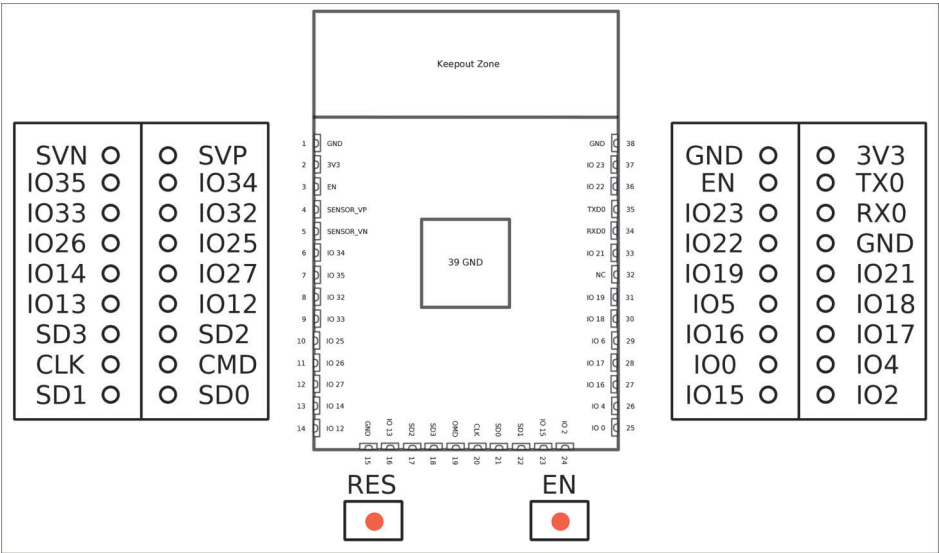 Keepout Zone
SVN SVP
IO35 IO34
IO33 IO32
IO26 IO25
IO14 IO27
IO13 IO12
SD3 SD2
CLK CMD
SD1 SD0
1 GND
2 3V3
3 EN
4 SENSOR_VP
5 SENSOR_VN
6 IO 34
7 IO 35
8 IO 32
9 IO 33
10 IO 25
11 IO 26
12 IO 27
13 IO 14
14 IO 12
39 GND
GND 38
IO 23 37
IO 22 36
TXD0 35
RXD0 34
IO 21 33
NC 32
IO 19 31
IO 18 30
IO 6 29
IO 17 28
IO 16 27
IO 4 26
IO 0 25
GND 15
IO 13 16
SD2 17
SD3 18
OMD 19
CLK 20
SD0 21
SD1 22
IO 15 23
IO 2 24
GND 3V3
EN TX0
IO23 RX0
IO22 GND
IO19 IO21
IO5 IO18
IO16 IO17
IO0 IO4
IO15 IO2
RES
EN